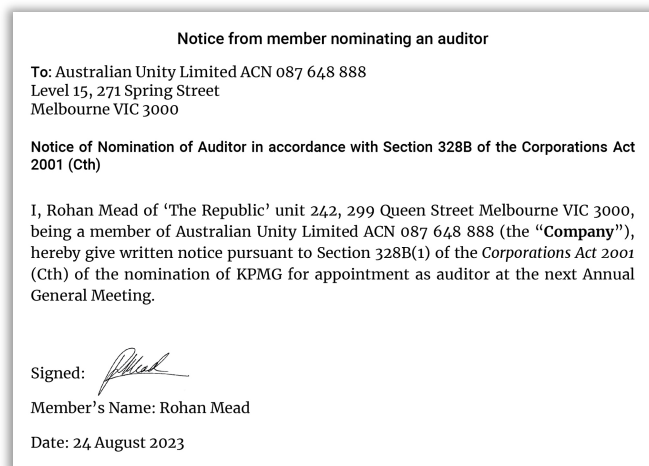 Notice from member nominating an auditor
To: Australian Unity Limited ACN 087 648 888
Level 15, 271 Spring Street
Melbourne VIC 3000
Notice of Nomination of Auditor in accordance with Section 328B of the Corporations Act
2001 (Cth)
I, Rohan Mead of ‘The Republic’ unit 242, 299 Queen Street Melbourne VIC 3000,
being a member of Australian Unity Limited ACN 087 648 888 (the “Company”),
hereby give written notice pursuant to Section 328B(1) of the Corporations Act 2001
(Cth) of the nomination of KPMG for appointment as auditor at the next Annual
General Meeting.
Signed: RMead
Member’s Name: Rohan Mead
Date: 24 August 2023